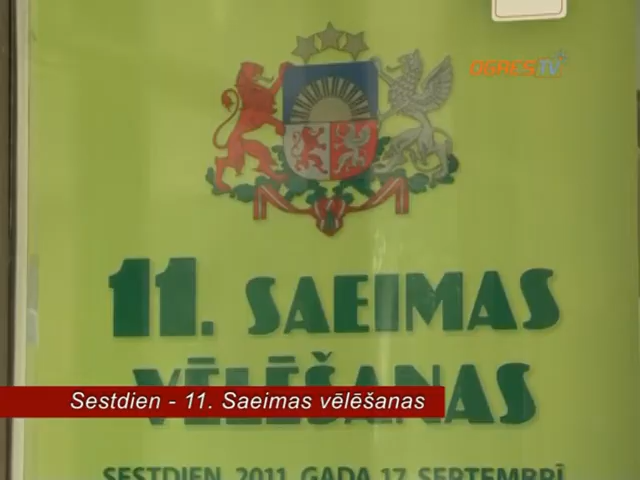 OGRES TV
11. SAEIMAS
VĒLĒŠANAS
Sestdien - 11. Saeimas vēlēšanas
SESTDIEN, 2011. GADA 17. SEPTEMBRĪ